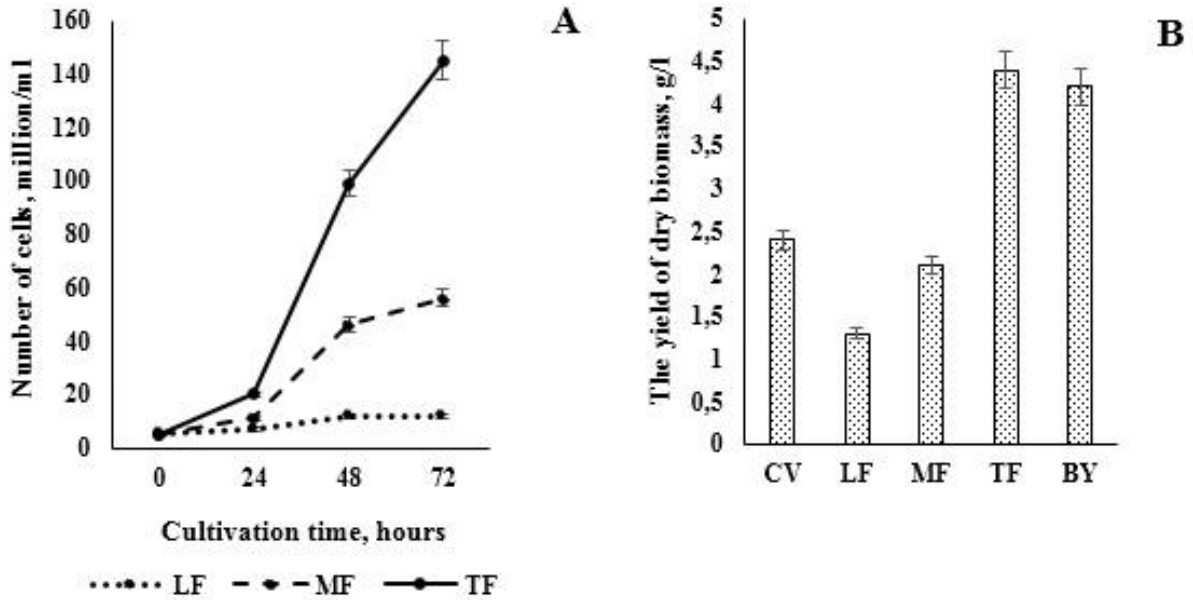 A
Number of cells, million/ml
160
140
120
100
80
60
40
20
0
0 24 48 72
Cultivation time, hours
LF MF TF
B
The yield of dry biomass, g/l
5
4,5
4
3,5
3
2,5
2
1,5
1
0,5
0
CV LF MF TF BY